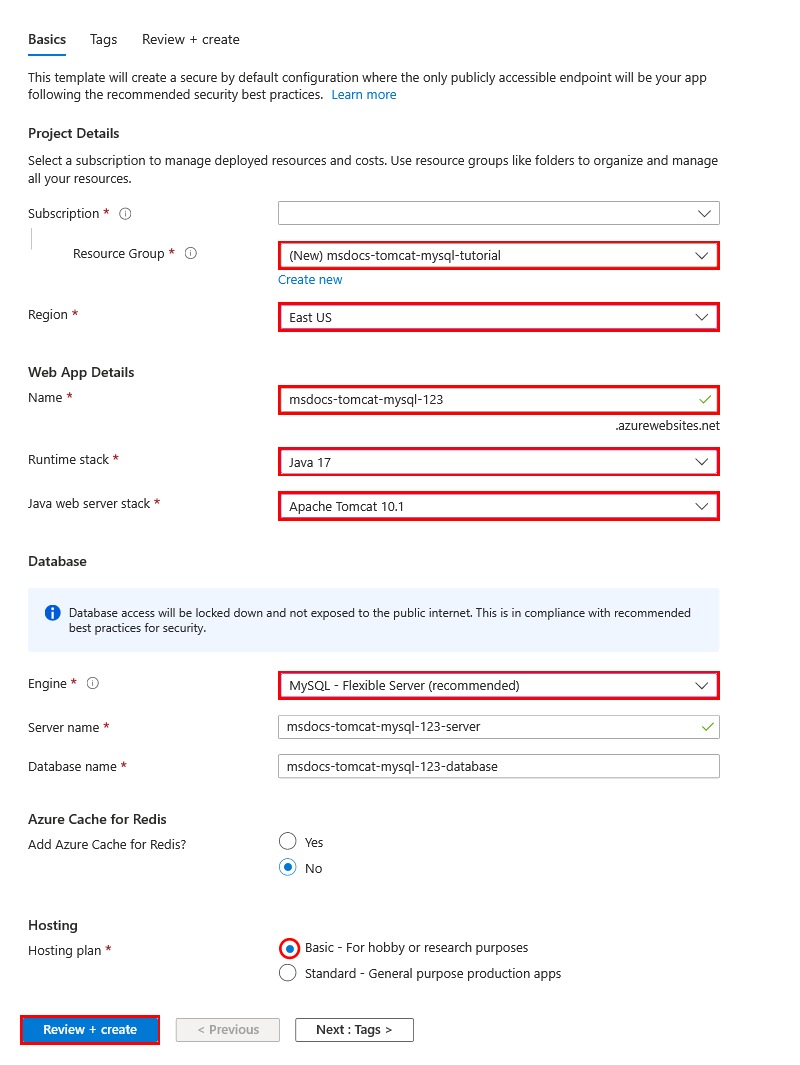 Basics Tags Review + create
This template will create a secure by default configuration where the only publicly accessible endpoint will be your app
following the recommended security best practices. Learn more
Project Details
Select a subscription to manage deployed resources and costs. Use resource groups like folders to organize and manage
all your resources.
Subscription *
Resource Group * (New) msdocs-tomcat-mysql-tutorial
Create new
Region * East US
Web App Details
Name * msdocs-tomcat-mysql-123
.azurewebsites.net
Runtime stack * Java 17
Java web server stack * Apache Tomcat 10.1
Database
Database access will be locked down and not exposed to the public internet. This is in compliance with recommended
best practices for security.
Engine * MySQL - Flexible Server (recommended)
Server name * msdocs-tomcat-mysql-123-server
Database name * msdocs-tomcat-mysql-123-database
Azure Cache for Redis
Add Azure Cache for Redis? Yes
No
Hosting
Hosting plan * Basic - For hobby or research purposes
Standard - General purpose production apps
Review + create < Previous Next : Tags >